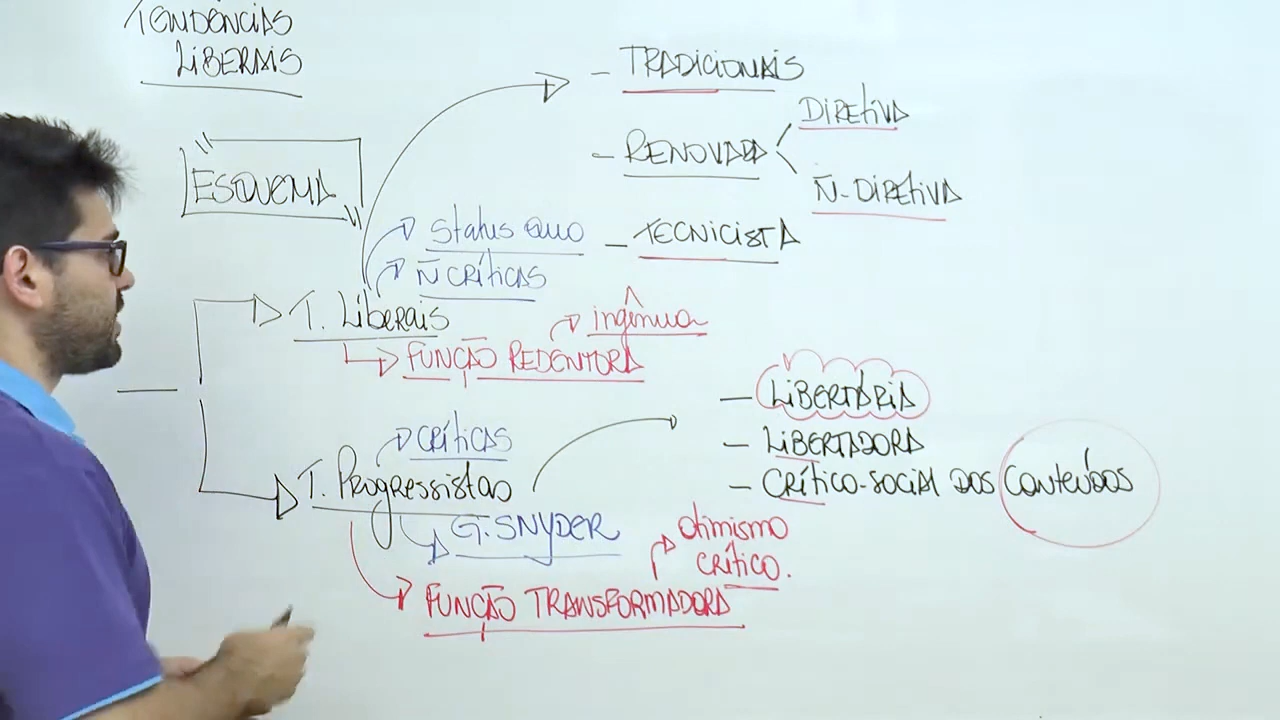 TENDÊNCIAS
LIBERAIS
ESQUEMA
- TRADICIONAIS
- RENOVADA
DIRETIVA
Ñ-DIRETIVA
- TECNICISTA
Status Quo
Ñ CRÍTICAS
T. Liberais
ingênua
FUNÇÃO REDENTORA
- LIBERTÁRIA
- LIBERTADORA
- CRÍTICO-SOCIAL DOS CONTEÚDOS
CRÍTICAS
T. Progressistas
G. SNYDER
otimismo
CRÍTICO.
FUNÇÃO TRANSFORMADORA